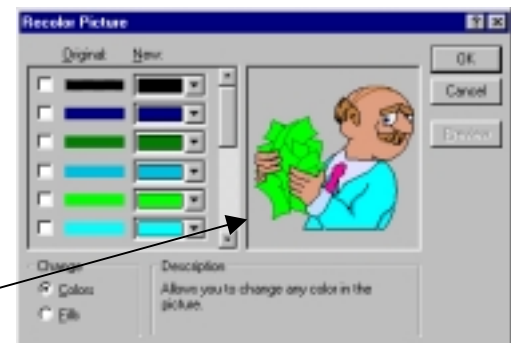 Recolor Picture
Original: New:
OK
Cancel
Preview
Change
Colors
Fills
Description
Allows you to change any color in the
picture.